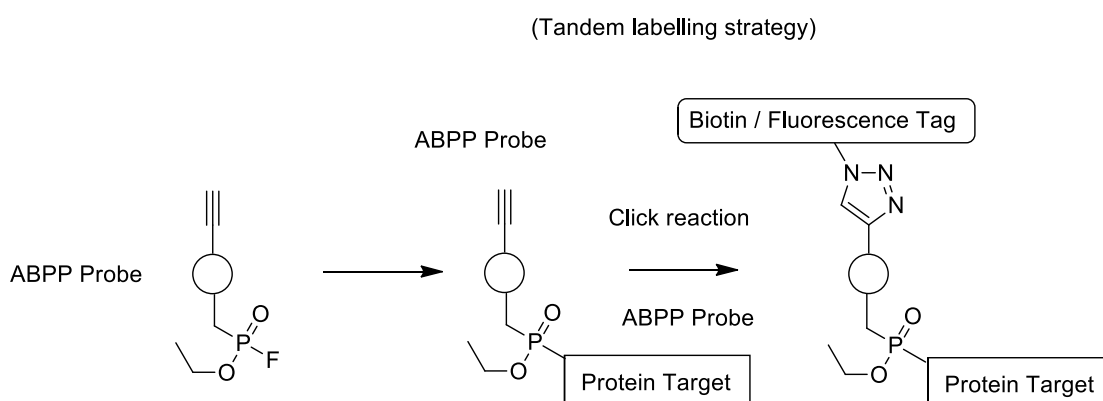 (Tandem labelling strategy)
Biotin / Fluorescence Tag
ABPP Probe
N
N
N
Click reaction
ABPP Probe
ABPP Probe
O
P
F
O
O
P
O
Protein Target
O
P
O
Protein Target